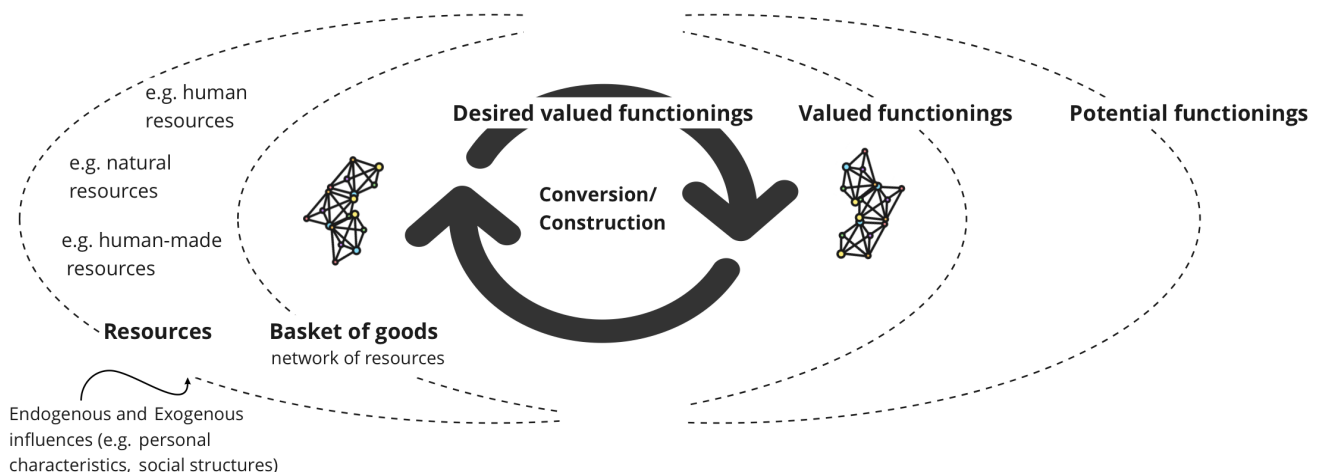 e.g. human
resources
e.g. natural
resources
e.g. human-made
resources
Resources
Endogenous and Exogenous
influences (e.g. personal
characteristics, social structures)
Basket of goods
network of resources
Desired valued functionings
Conversion/
Construction
Valued functionings
Potential functionings